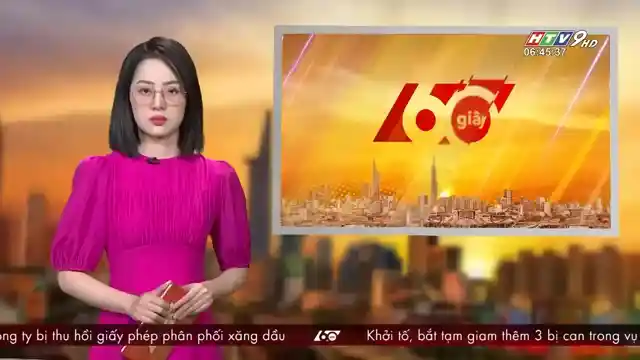 HTV9 HD
06:45:37
60 giây
ông ty bị thu hồi giấy phép phân phối xăng dầu 60 Khởi tố, bắt tạm giam thêm 3 bị can trong vụ